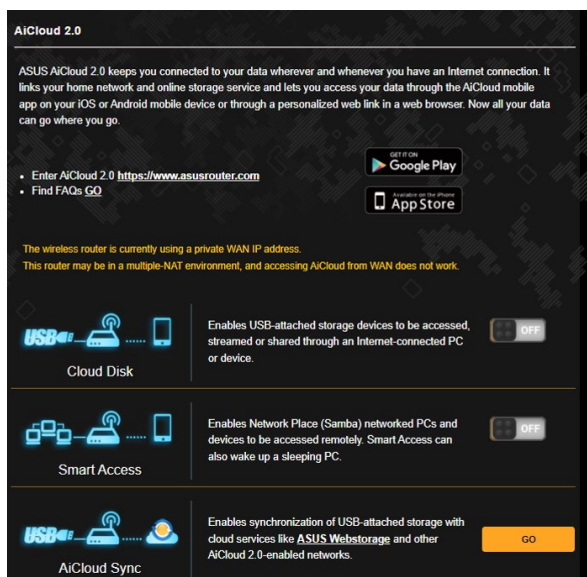 AiCloud 2.0
ASUS AiCloud 2.0 keeps you connected to your data wherever and whenever you have an Internet connection. It
links your home network and online storage service and lets you access your data through the AiCloud mobile
app on your iOS or Android mobile device or through a personalized web link in a web browser. Now all your data
can go where you go.
GET IT ON
Google Play
• Enter AiCloud 2.0 https://www.asusrouter.com
• Find FAQs GO
Available on the iPhone
App Store
The wireless router is currently using a private WAN IP address.
This router may be in a multiple-NAT environment, and accessing AiCloud from WAN does not work.
USB
Cloud Disk
Enables USB-attached storage devices to be accessed,
streamed or shared through an Internet-connected PC
or device.
OFF
Smart Access
Enables Network Place (Samba) networked PCs and
devices to be accessed remotely. Smart Access can
also wake up a sleeping PC.
OFF
USB
AiCloud Sync
Enables synchronization of USB-attached storage with
cloud services like ASUS Webstorage and other
AiCloud 2.0-enabled networks.
GO